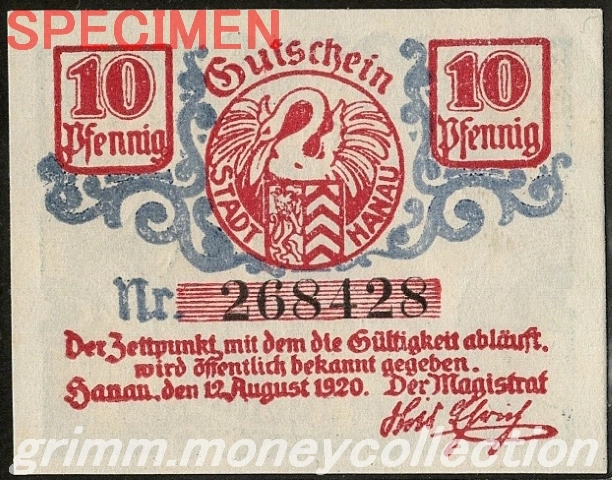 SPECIMEN
Gutschein
10
Pfennig
10
Pfennig
STADT HANAU
Nr. 268428
Der Zeitpunkt, mit dem die Gültigkeit abläuft.
wird öffentlich bekannt gegeben.
Hanau, den 12. August 1920. Der Magistrat
grimm.moneycollection